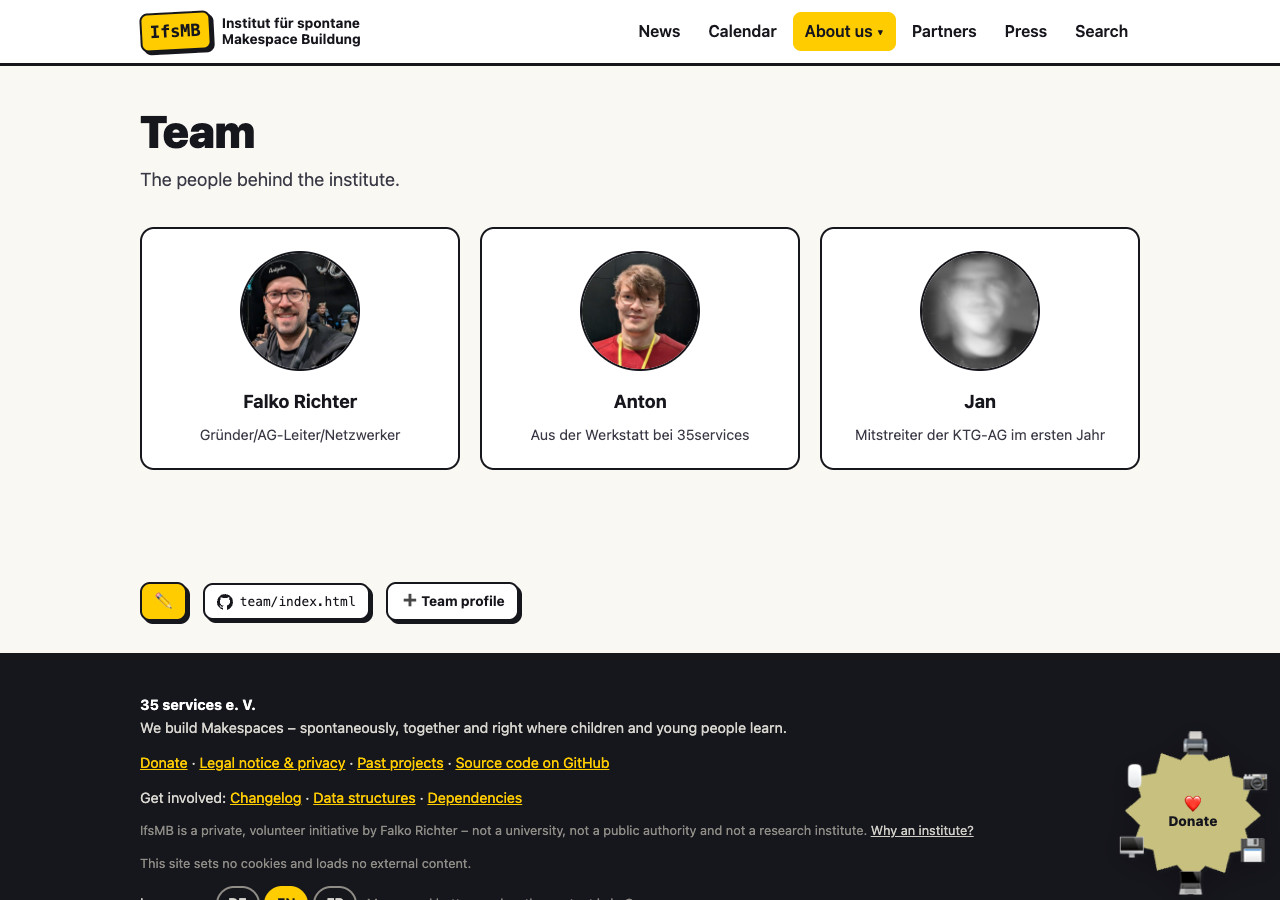 IfsMB
Institut für spontane
Makespace Buildung
News Calendar About us ▾ Partners Press Search
Team
The people behind the institute.
Falko Richter
Gründer/AG-Leiter/Netzwerker
Anton
Aus der Werkstatt bei 35services
Jan
Mitstreiter der KTG-AG im ersten Jahr
team/index.html
➕ Team profile
35 services e. V.
We build Makespaces – spontaneously, together and right where children and young people learn.
Donate · Legal notice & privacy · Past projects · Source code on GitHub
Get involved: Changelog · Data structures · Dependencies
IfsMB is a private, volunteer initiative by Falko Richter – not a university, not a public authority and not a research institute. Why an institute?
This site sets no cookies and loads no external content.
Donate